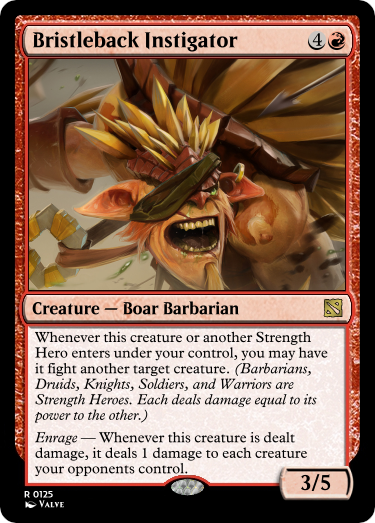 Bristleback Instigator 4
Creature — Boar Barbarian
Whenever this creature or another Strength
Hero enters under your control, you may have
it fight another target creature. (Barbarians,
Druids, Knights, Soldiers, and Warriors are
Strength Heroes. Each deals damage equal to its
power to the other.)
Enrage — Whenever this creature is dealt
damage, it deals 1 damage to each creature
your opponents control.
3/5
R 0125
Valve